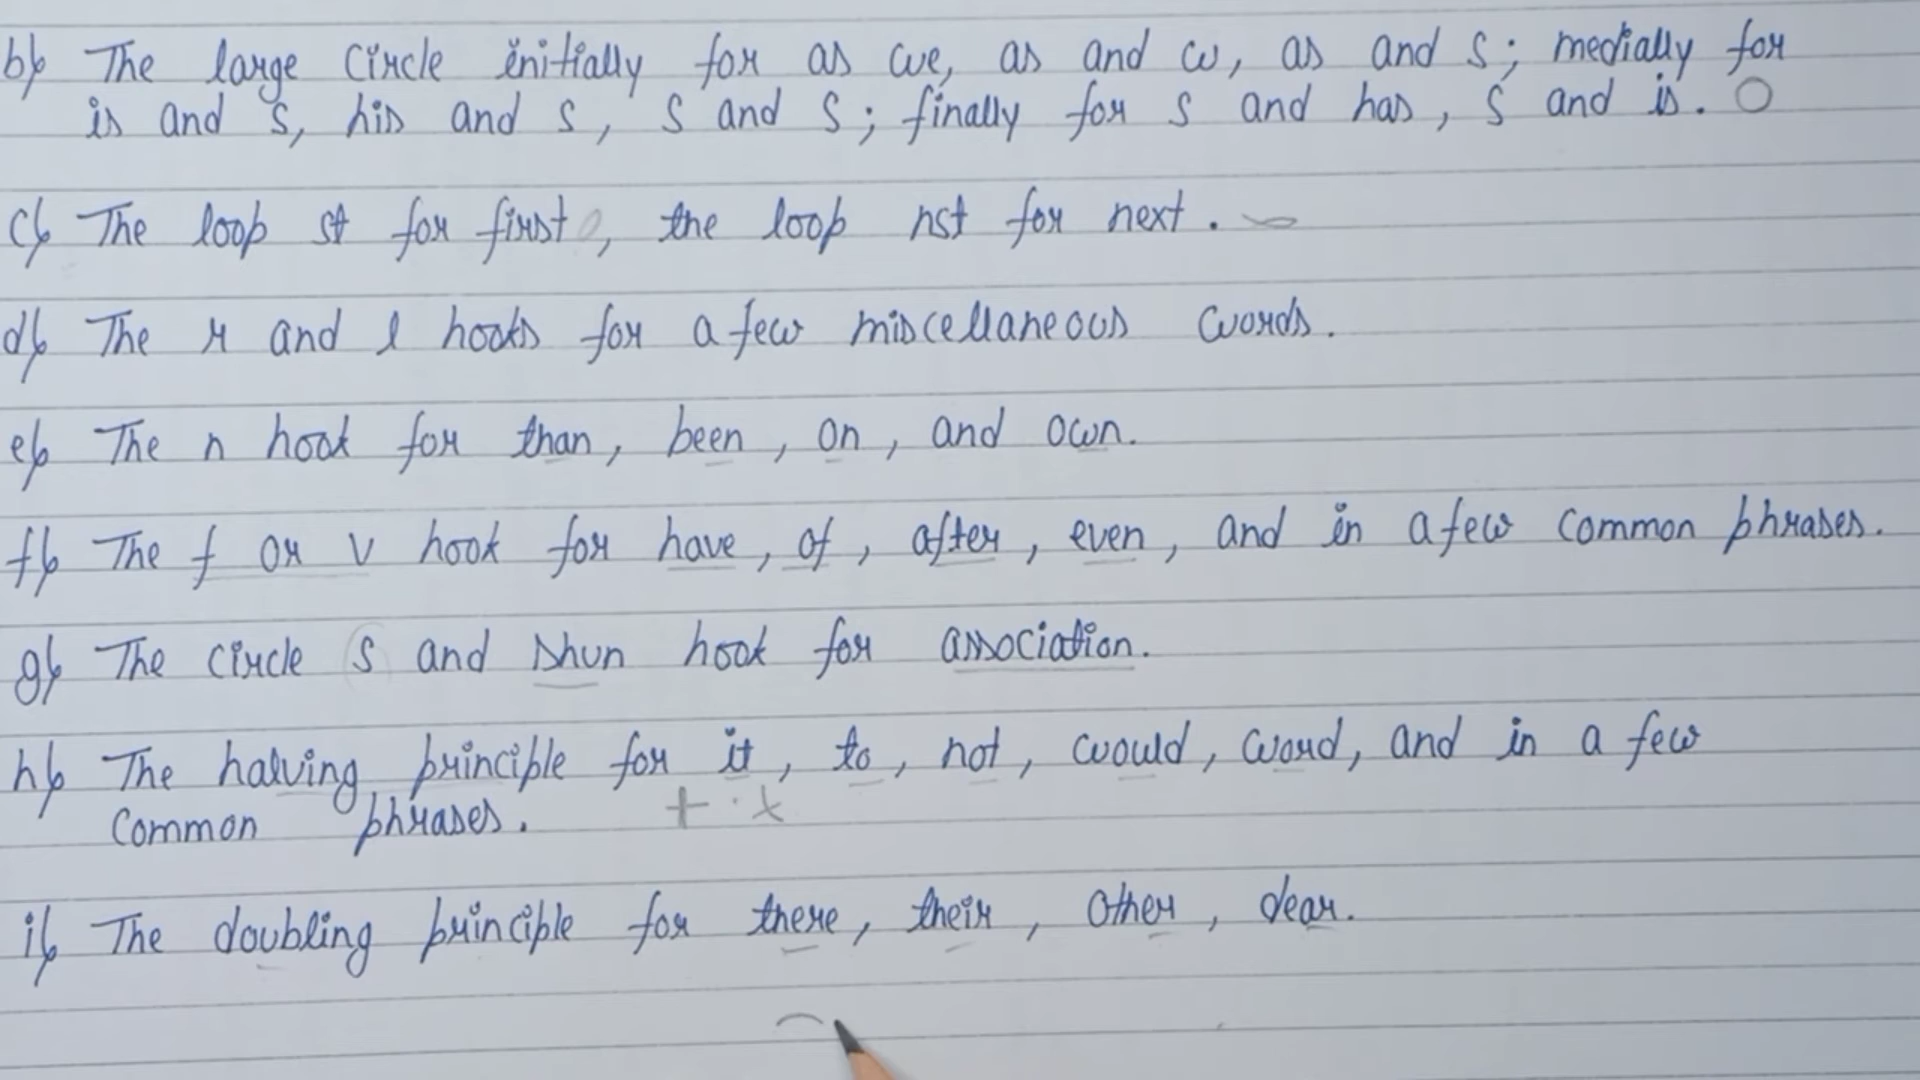 b) The large circle initially for as we, as and w, as and s; medially for
is and s, his and s, s and s; finally for s and has, s and is.
c) The loop st for first, the loop nst for next.
d) The r and l hooks for a few miscellaneous words.
e) The n hook for than, been, on, and own.
f) The f or v hook for have, of, after, even, and in a few common phrases.
g) The circle s and shun hook for association.
h) The halving principle for it, to, not, would, word, and in a few
common phrases.
i) The doubling principle for there, their, other, dear.